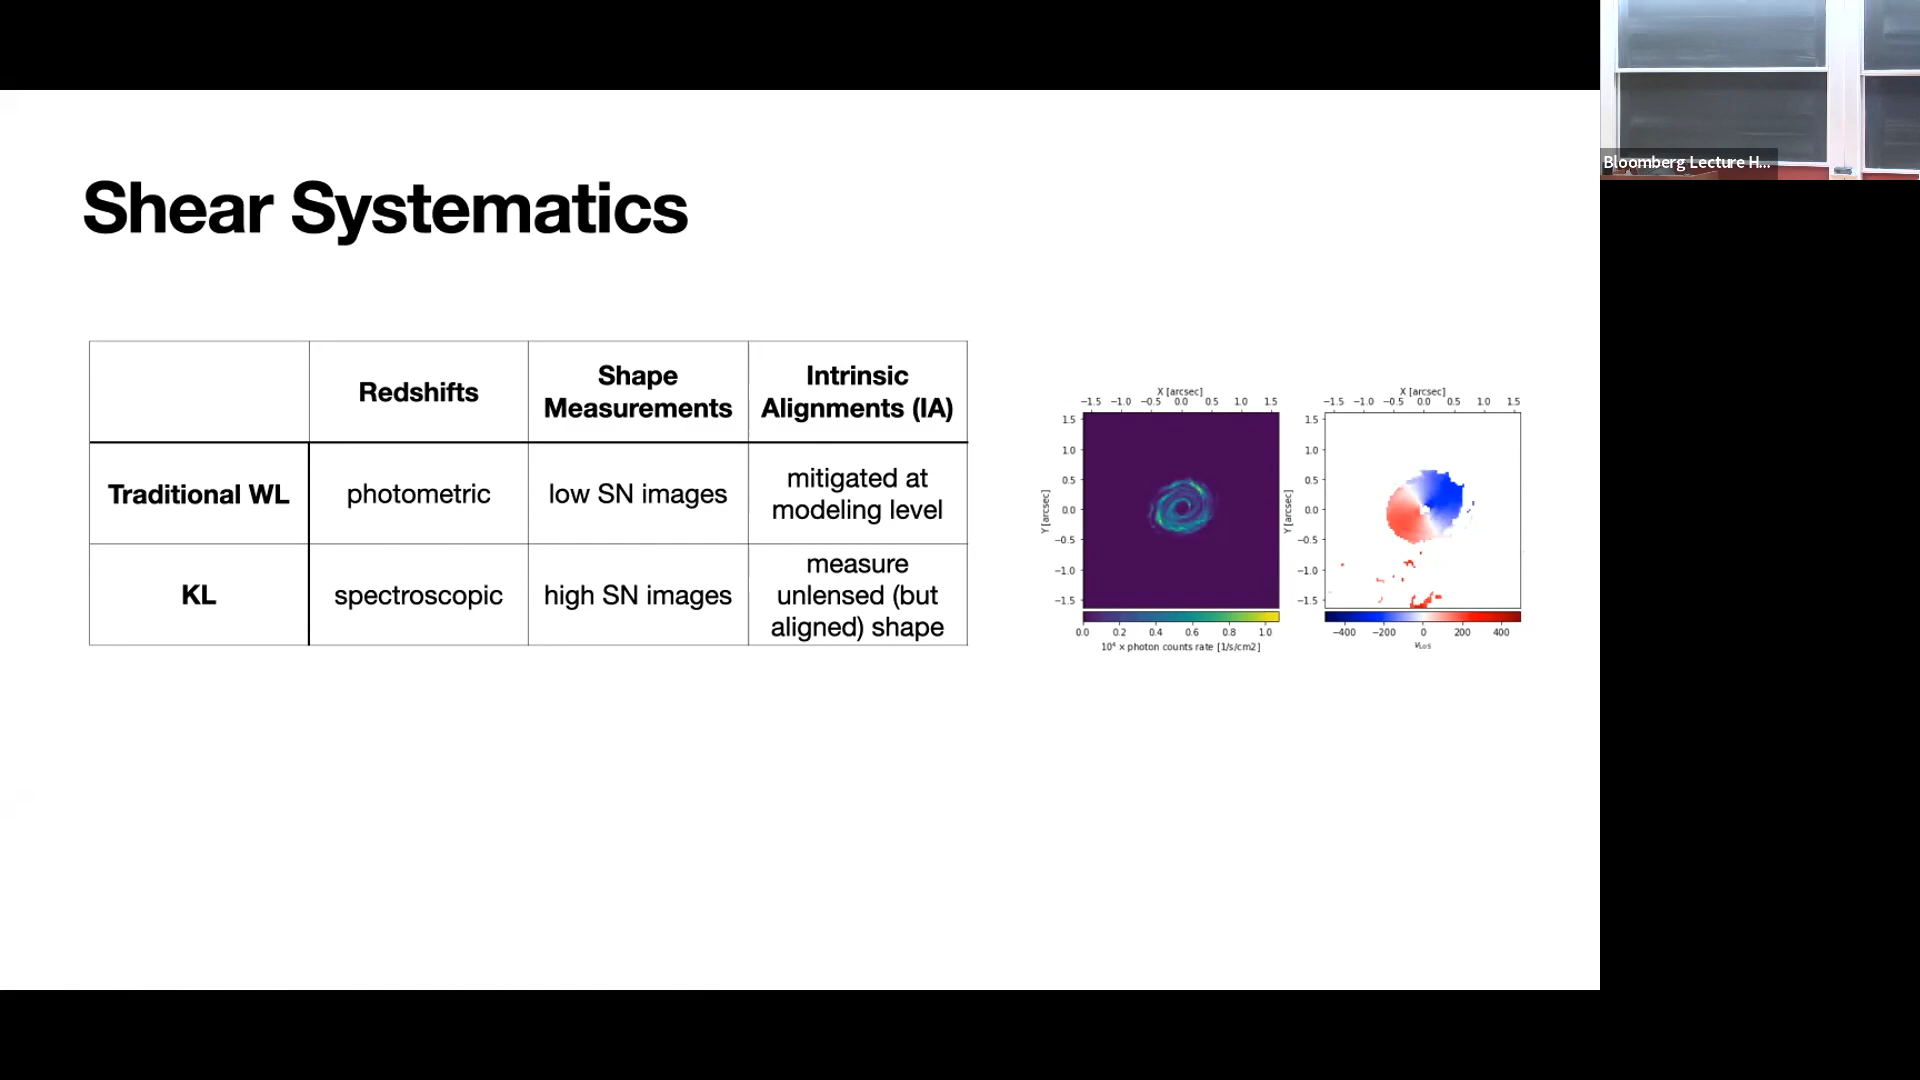 Bloomberg Lecture H...
Shear Systematics
Redshifts
Shape
Measurements
Intrinsic
Alignments (IA)
Traditional WL
photometric
low SN images
mitigated at
modeling level
KL
spectroscopic
high SN images
measure
unlensed (but
aligned) shape
X [arcsec]
−1.5 −1.0 −0.5 0.0 0.5 1.0 1.5
Y [arcsec]
1.5
1.0
0.5
0.0
−0.5
−1.0
−1.5
0.0 0.2 0.4 0.6 0.8 1.0
10⁴ × photon counts rate [1/s/cm2]
X [arcsec]
−1.5 −1.0 −0.5 0.0 0.5 1.0 1.5
Y [arcsec]
1.5
1.0
0.5
0.0
−0.5
−1.0
−1.5
−400 −200 0 200 400
vLOS